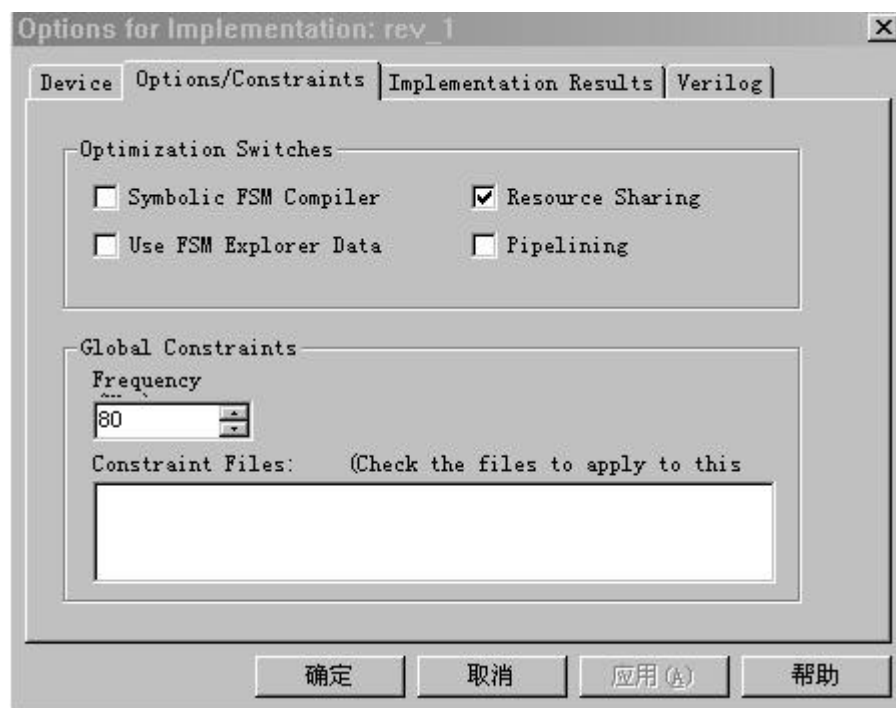 Options for Implementation: rev_1
Device Options/Constraints Implementation Results Verilog
Optimization Switches
Symbolic FSM Compiler Resource Sharing
Use FSM Explorer Data Pipelining
Global Constraints
Frequency
80
Constraint Files: (Check the files to apply to this
确定 取消 应用(A) 帮助